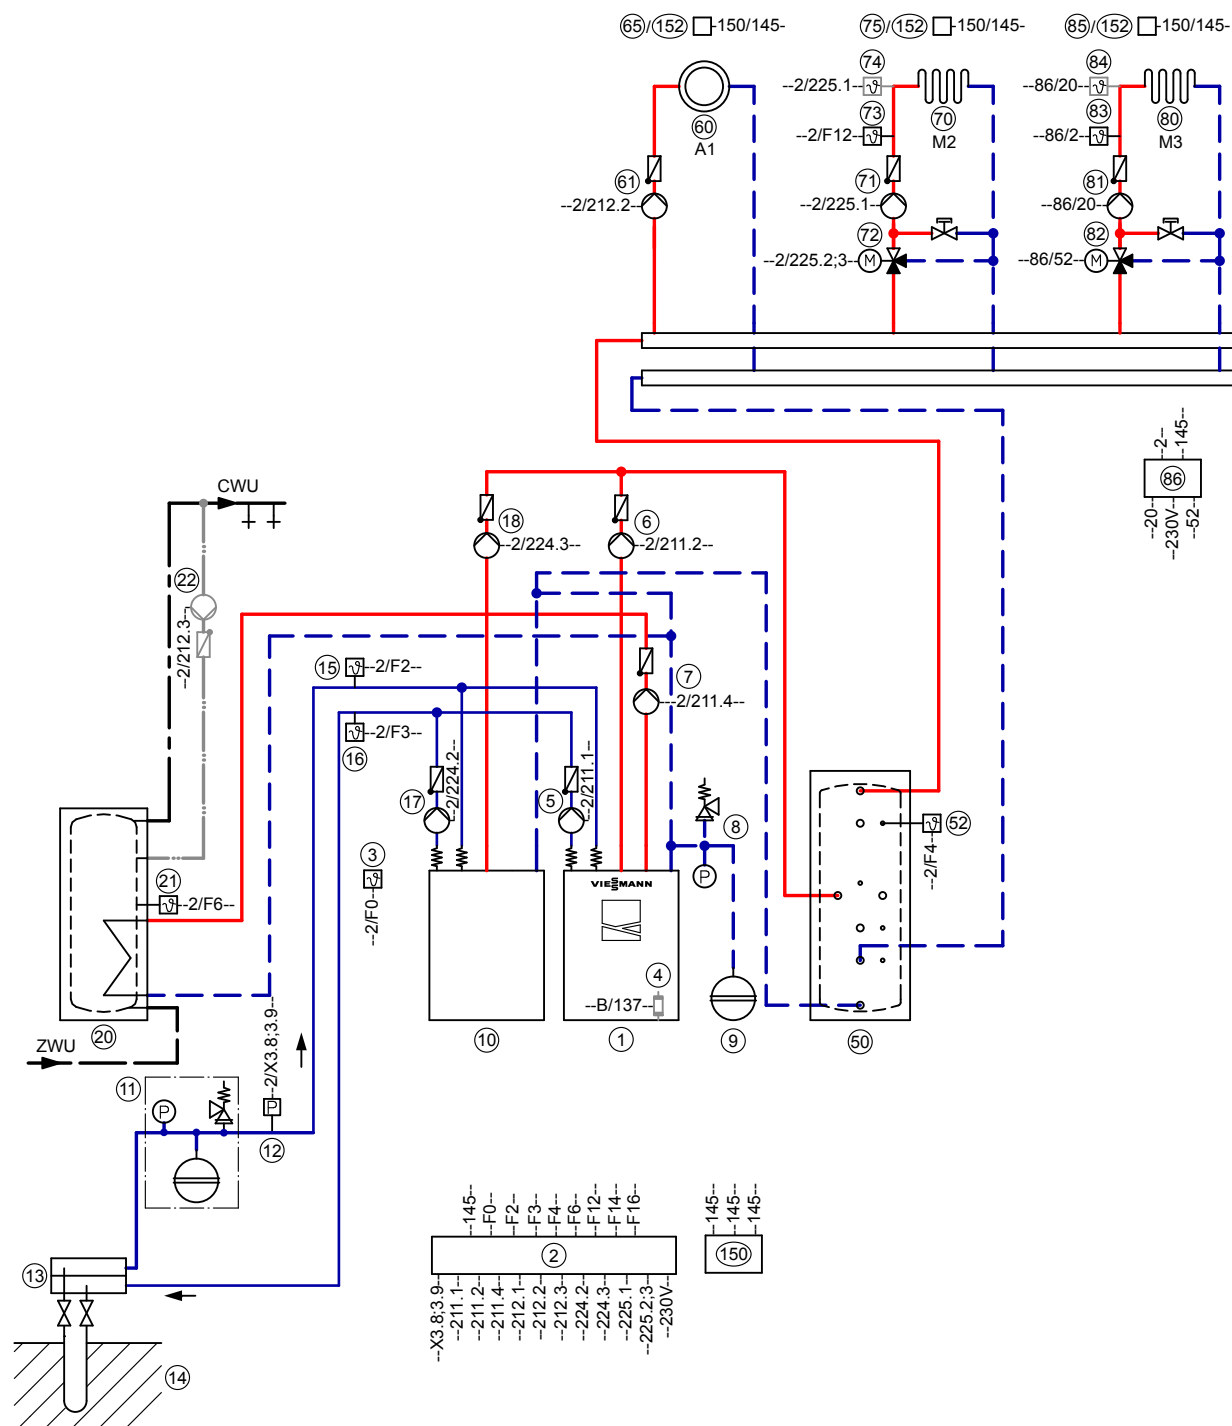 65/152 150/145-
75/152 150/145-
85/152 150/145-
74
--2/225.1--
84
--86/20--
60
A1
73
--2/F12--
70
M2
83
--86/2--
80
M3
61
--2/212.2--
71
--2/225.1--
81
--86/20--
72
--2/225.2;3-- M
82
--86/52-- M
--2--
--145--
86
--20--
--230V--
--52--
CWU
18
--2/224.3--
6
--2/211.2--
22
--2/212.3--
15
--2/F2--
7
---2/211.4--
16
--2/F3--
17
--2/224.2--
5
--2/211.1--
8
P
52
--2/F4--
3
--2/F0--
21
--2/F6--
VIESMANN
4
--B/137--
20
10
1
9
50
ZWU
--2/X3.8;3.9--
11
P
P
12
13
14
--145--
--F0--
--F2--
--F3--
--F4--
--F6--
--F12--
--F14--
--F16--
2
--X3.8;3.9--
--211.1--
--211.2--
--211.4--
--212.1--
--212.2--
--212.3--
--224.2--
--224.3--
--225.1--
--225.2;3--
--230V--
--145--
--145--
--145--
150